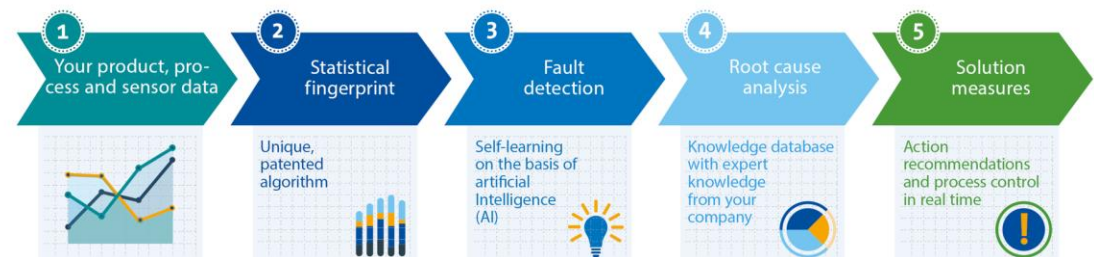 1
Your product, pro-
cess and sensor data
2
Statistical
fingerprint
Unique,
patented
algorithm
3
Fault
detection
Self-learning
on the basis of
artificial
Intelligence
(AI)
4
Root cause
analysis
Knowledge database
with expert
knowledge
from your
company
5
Solution
measures
Action
recommendations
and process control
in real time
!